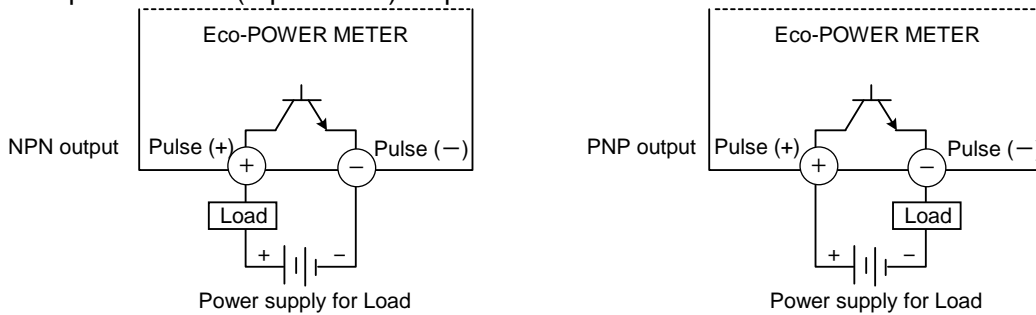 Eco-POWER METER
NPN output
Pulse (+)
Pulse (－)
+
－
Load
+
－
Power supply for Load
Eco-POWER METER
PNP output
Pulse (+)
Pulse (－)
+
－
Load
+
－
Power supply for Load